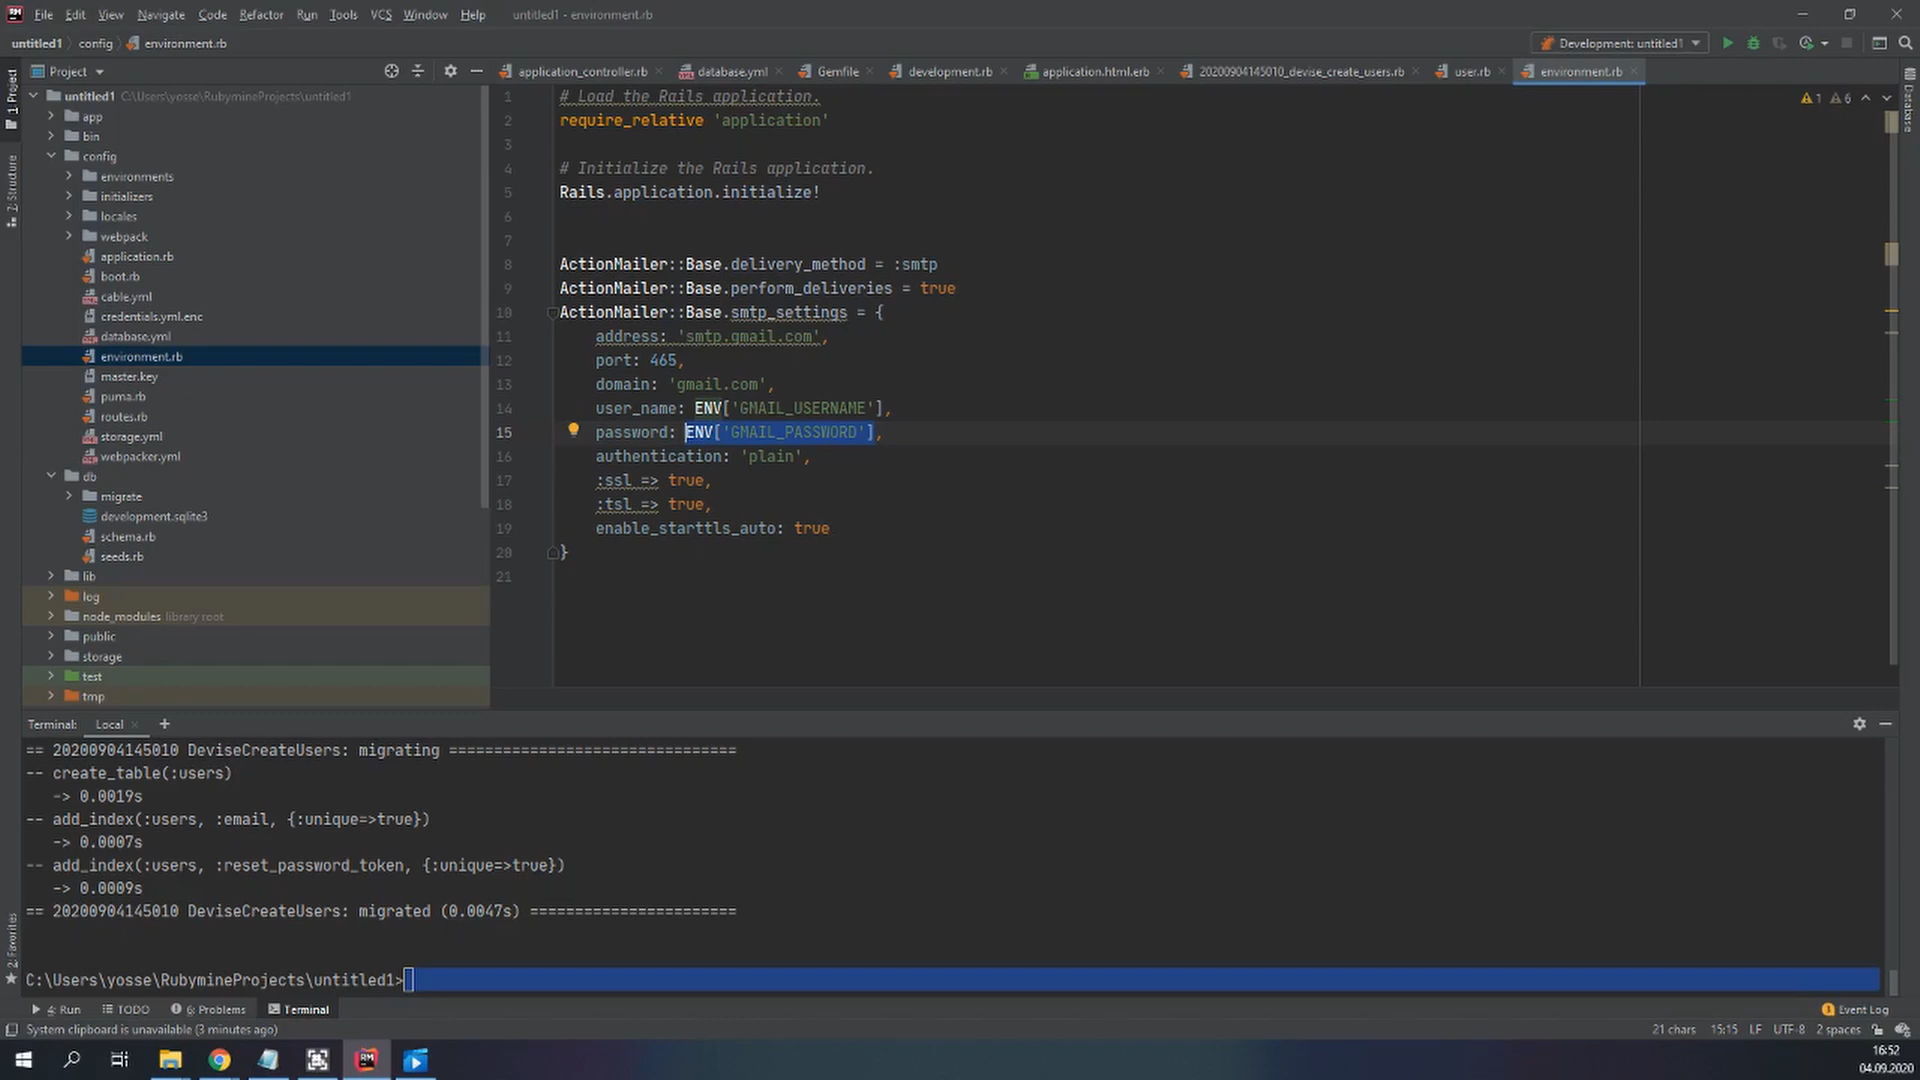 File Edit View Navigate Code Refactor Run Tools VCS Window Help untitled1 - environment.rb
untitled1 config environment.rb
Development: untitled1
Project
application_controller.rb database.yml Gemfile development.rb application.html.erb 20200904145010_devise_create_users.rb user.rb environment.rb
1: Project
Z: Structure
2: Favorites
Database
untitled1 C:\Users\yosse\RubymineProjects\untitled1
app
bin
config
environments
initializers
locales
webpack
application.rb
boot.rb
cable.yml
credentials.yml.enc
database.yml
environment.rb
master.key
puma.rb
routes.rb
storage.yml
webpacker.yml
db
migrate
development.sqlite3
schema.rb
seeds.rb
lib
log
node_modules library root
public
storage
test
tmp
1 6
1 # Load the Rails application.
2 require_relative 'application'
3
4 # Initialize the Rails application.
5 Rails.application.initialize!
6
7
8 ActionMailer::Base.delivery_method = :smtp
9 ActionMailer::Base.perform_deliveries = true
10 ActionMailer::Base.smtp_settings = {
11 address: 'smtp.gmail.com',
12 port: 465,
13 domain: 'gmail.com',
14 user_name: ENV['GMAIL_USERNAME'],
15 password: ENV['GMAIL_PASSWORD'],
16 authentication: 'plain',
17 :ssl => true,
18 :tsl => true,
19 enable_starttls_auto: true
20 }
21
Terminal: Local +
== 20200904145010 DeviseCreateUsers: migrating ================================
-- create_table(:users)
-> 0.0019s
-- add_index(:users, :email, {:unique=>true})
-> 0.0007s
-- add_index(:users, :reset_password_token, {:unique=>true})
-> 0.0009s
== 20200904145010 DeviseCreateUsers: migrated (0.0047s) =======================
C:\Users\yosse\RubymineProjects\untitled1>
4: Run TODO 6: Problems Terminal Event Log
System clipboard is unavailable (3 minutes ago) 21 chars 15:15 LF UTF-8 2 spaces
16:52
04.09.2020